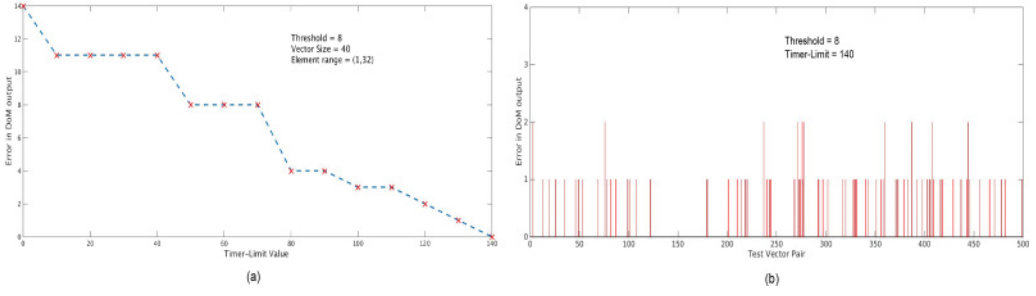 14
12
10
8
6
4
2
0
Error in DoM output
Threshold = 8
Vector Size = 40
Element range = (1,32)
0 20 40 60 80 100 120 140
Timer-Limit Value
(a)
4
3
2
1
0
Error in DoM output
Threshold = 8
Timer-Limit = 140
0 50 100 150 200 250 300 350 400 450 500
Test Vector Pair
(b)